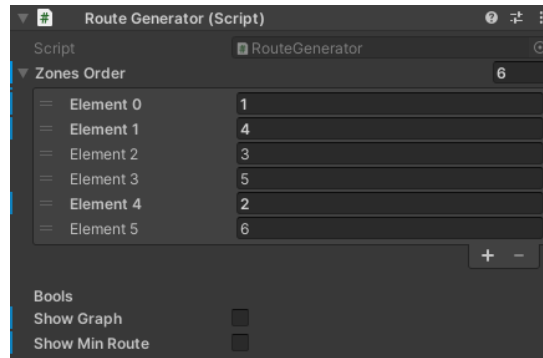 Route Generator (Script)
Script RouteGenerator
Zones Order 6
Element 0 1
Element 1 4
Element 2 3
Element 3 5
Element 4 2
Element 5 6
+ -
Bools
Show Graph
Show Min Route